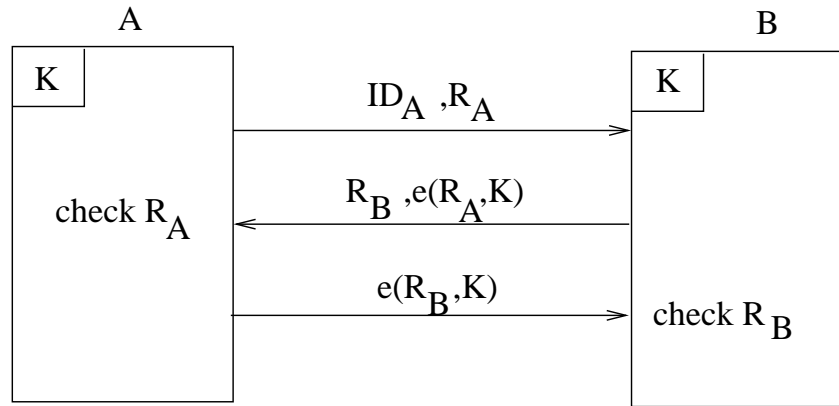 A
B
K
K
ID_A ,R_A
R_B ,e(R_A,K)
check R_A
e(R_B,K)
check R_B